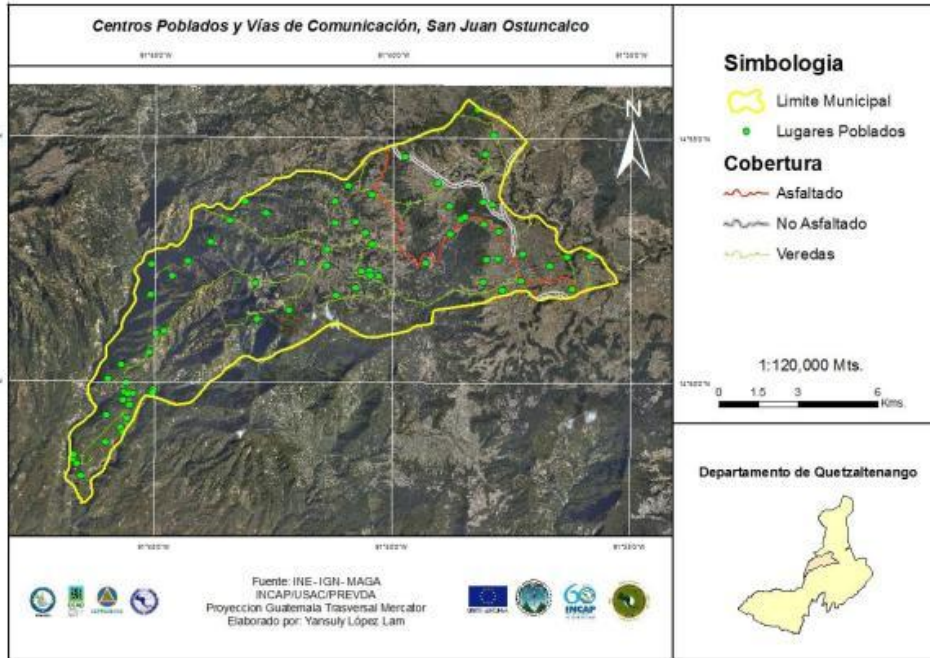 Centros Poblados y Vías de Comunicación, San Juan Ostuncalco
N
Simbologia
Limite Municipal
Lugares Poblados
Cobertura
Asfaltado
No Asfaltado
Veredas
1:120,000 Mts.
0 1.5 3 6
Kms.
Departamento de Quetzaltenango
Fuente: INE- IGN- MAGA
INCAP/USAC/PREVDA
Proyeccion Guatemala Trasversal Mercator
Elaborado por: Yansuly López Lam
60
INCAP